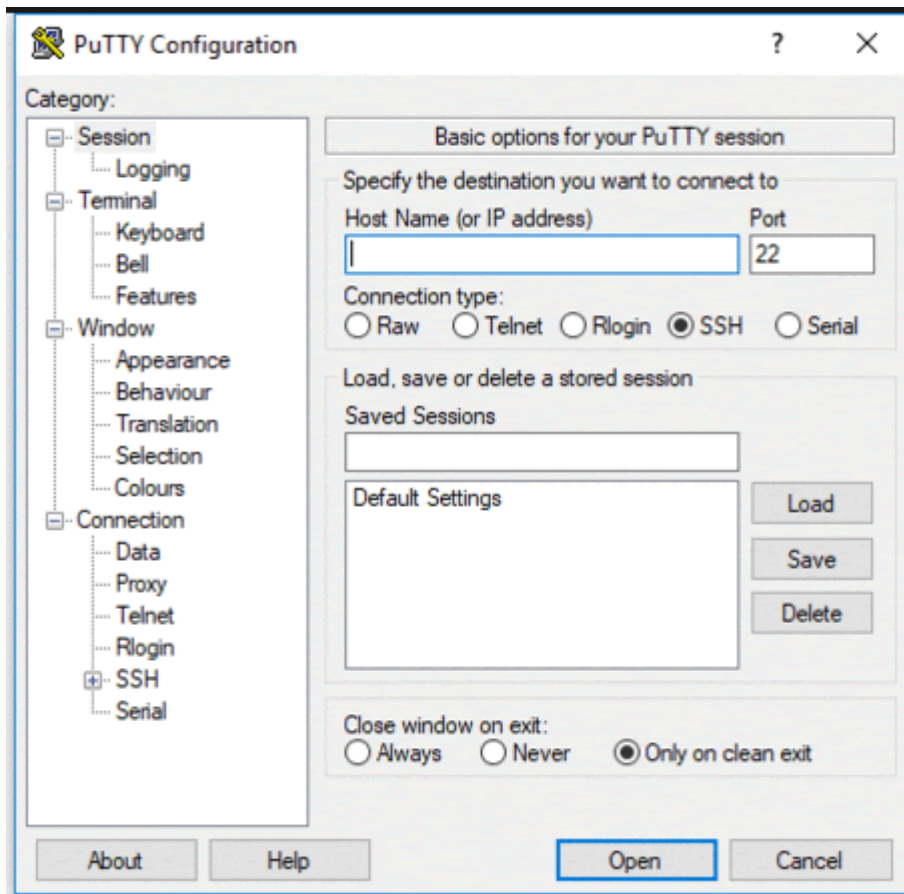 PuTTY Configuration
?
Category:
Session
Logging
Terminal
Keyboard
Bell
Features
Window
Appearance
Behaviour
Translation
Selection
Colours
Connection
Data
Proxy
Telnet
Rlogin
SSH
Serial
Basic options for your PuTTY session
Specify the destination you want to connect to
Host Name (or IP address) Port
22
Connection type:
Raw Telnet Rlogin SSH Serial
Load, save or delete a stored session
Saved Sessions
Default Settings
Load
Save
Delete
Close window on exit:
Always Never Only on clean exit
About Help Open Cancel